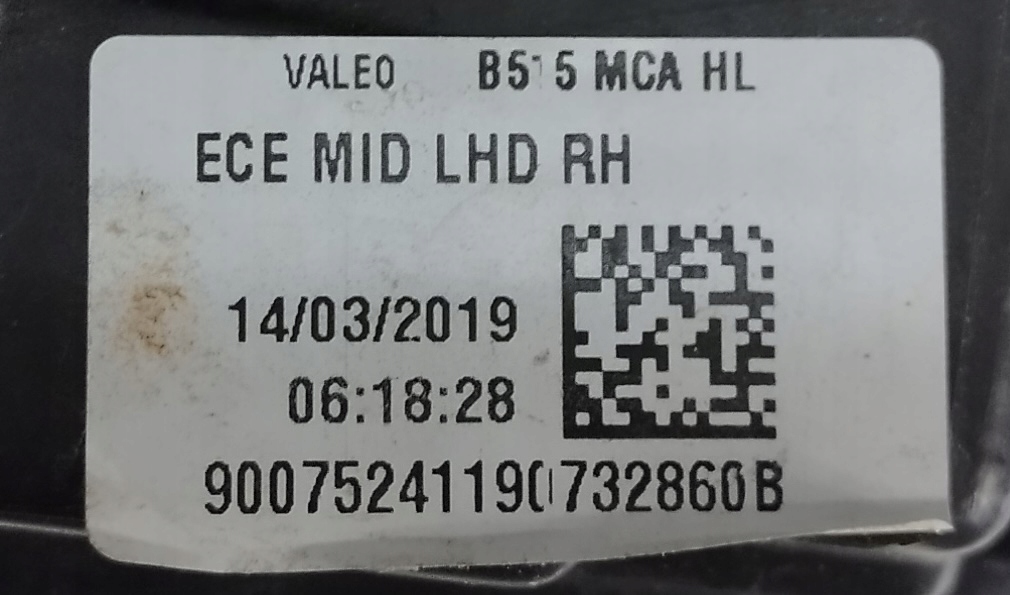 VALEO B515 MCA HL
ECE MID LHD RH
14/03/2019
06:18:28
90075241190732860B